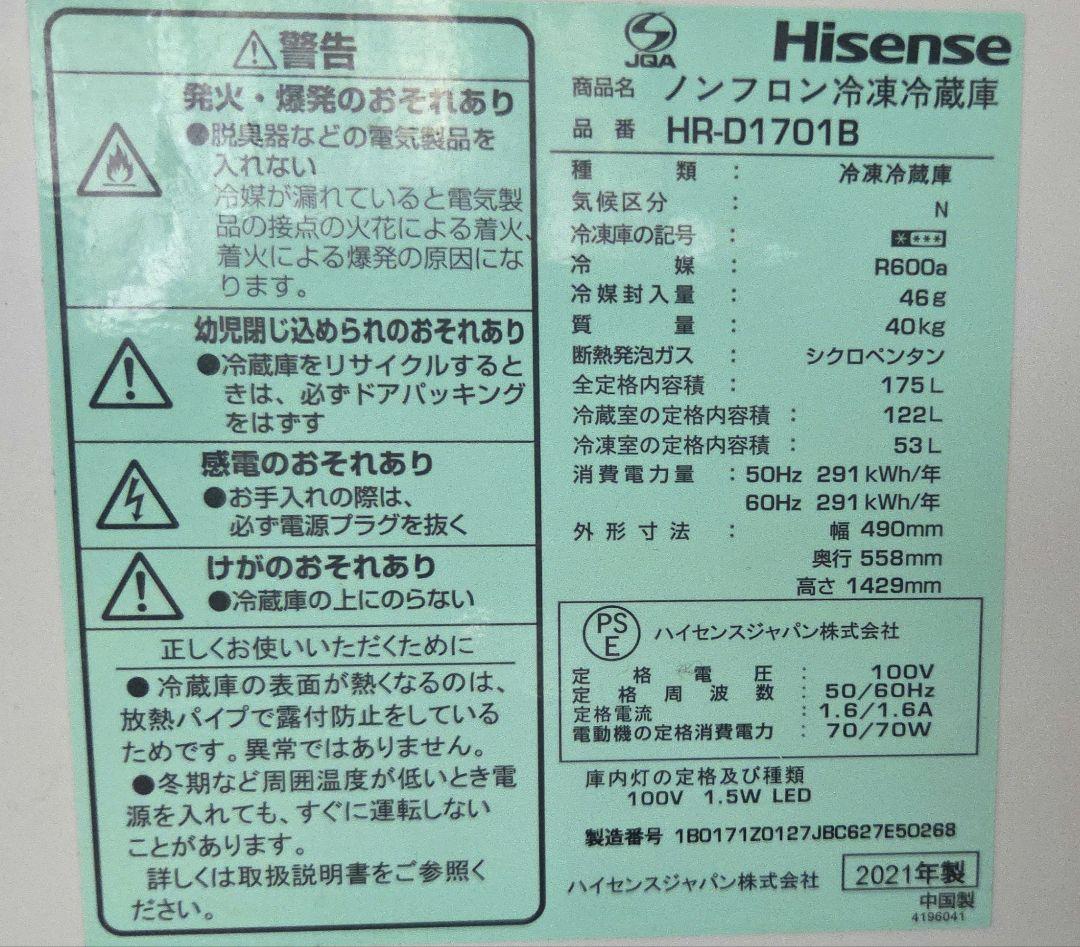 ⚠警告
発火・爆発のおそれあり
●脱臭器などの電気製品を
入れない
冷媒が漏れていると電気製
品の接点の火花による着火、
着火による爆発の原因にな
ります。
幼児閉じ込められのおそれあり
●冷蔵庫をリサイクルすると
きは、必ずドアパッキング
をはずす
感電のおそれあり
●お手入れの際は、
必ず電源プラグを抜く
けがのおそれあり
●冷蔵庫の上にのらない
正しくお使いいただくために
●冷蔵庫の表面が熱くなるのは、
放熱パイプで露付防止をしている
ためです。異常ではありません。
●冬期など周囲温度が低いとき電
源を入れても、すぐに運転しない
ことがあります。
詳しくは取扱説明書をご参照く
ださい。
JQA
Hisense
商品名 ノンフロン冷凍冷蔵庫
品番 HR-D1701B
種類 : 冷凍冷蔵庫
気候区分 : N
冷凍庫の記号 : * ***
冷媒 : R600a
冷媒封入量 : 46g
質量 : 40kg
断熱発泡ガス : シクロペンタン
全定格内容積 : 175L
冷蔵室の定格内容積 : 122L
冷凍室の定格内容積 : 53L
消費電力量 : 50Hz 291kWh/年
60Hz 291kWh/年
外形寸法 : 幅 490mm
奥行 558mm
高さ 1429mm
PS
E
ハイセンスジャパン株式会社
定格電圧 : 100V
定格周波数 : 50/60Hz
定格電流 : 1.6/1.6A
電動機の定格消費電力 : 70/70W
庫内灯の定格及び種類
100V 1.5W LED
製造番号 1B0171Z0127JBC627E50268
ハイセンスジャパン株式会社 2021年製
中国製
4196041